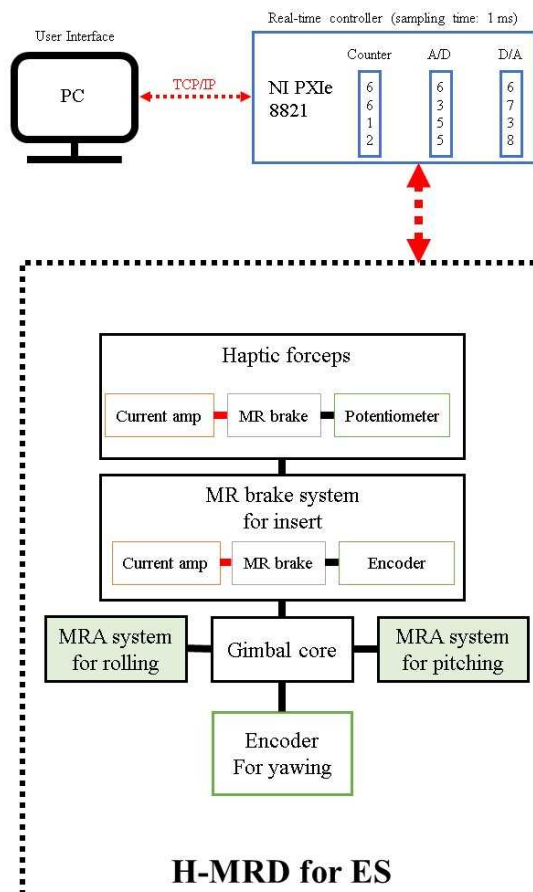 Real-time controller (sampling time: 1 ms)
User Interface
PC
TCP/IP
NI PXIe
8821
Counter
A/D
D/A
6
6
1
2
6
3
5
5
6
7
3
8
Haptic forceps
Current amp
MR brake
Potentiometer
MR brake system
for insert
Current amp
MR brake
Encoder
MRA system
for rolling
Gimbal core
MRA system
for pitching
Encoder
For yawing
H-MRD for ES